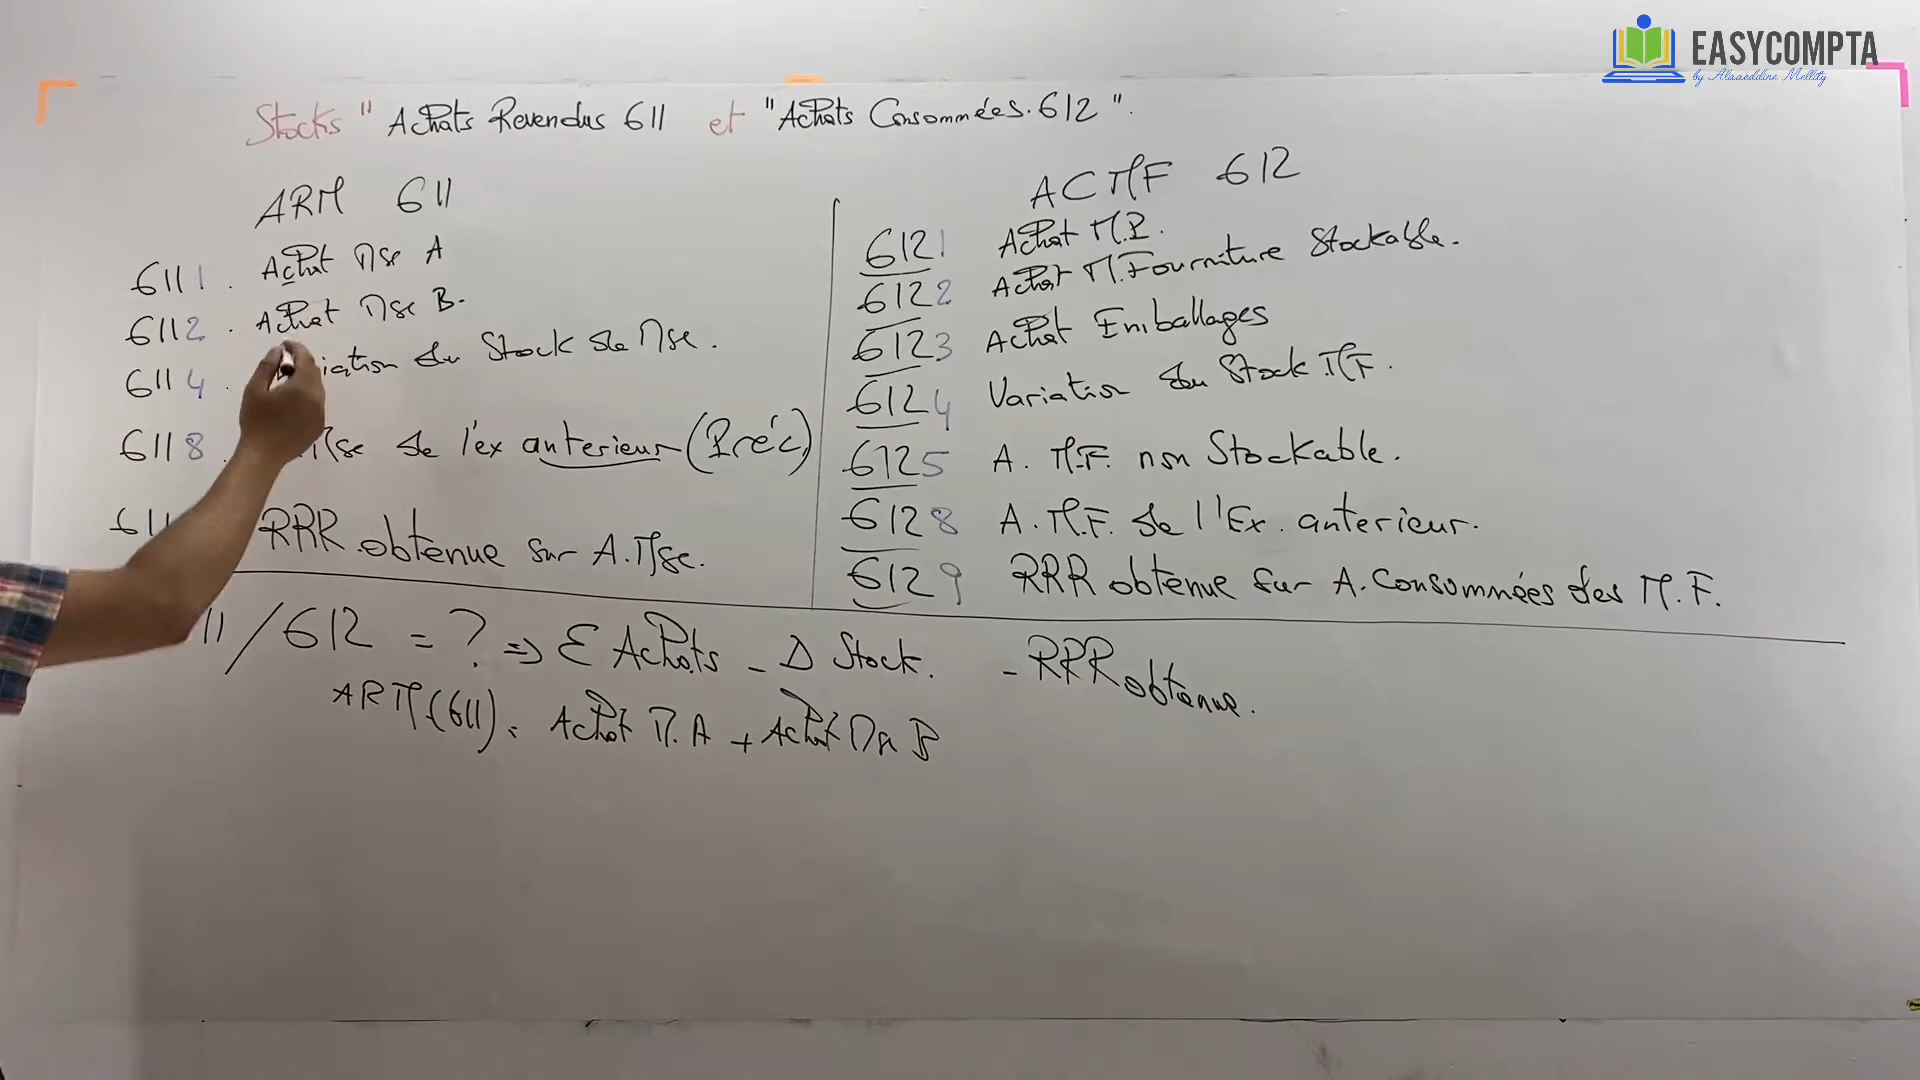 EASYCOMPTA
by Alaaeddine Mellity
Stocks " Achats Revendus 611 et "Achats Consommées.612".
ARM 611
6111. Achat Mse A
6112. Achat Mse B.
6114. iation du Stock de Mse.
6118. Mse de l'ex anterieur (Préc)
611 RRR obtenue sur A. Mse.
ACMF 612
6121 Achat M.P.
6122 Achat M. Fourniture Stockable.
6123 Achat Emballages
6124 Variation du Stock MF.
6125 A. M.F. non Stockable.
6128 A. M.F. de l'Ex. anterieur.
6129 RRR obtenue sur A. Consommées des M.F.
11/612 = ? => Σ Achats - Δ Stock. - RRR obtenue.
ARM (611) = Achat M. A + Achat Mse B